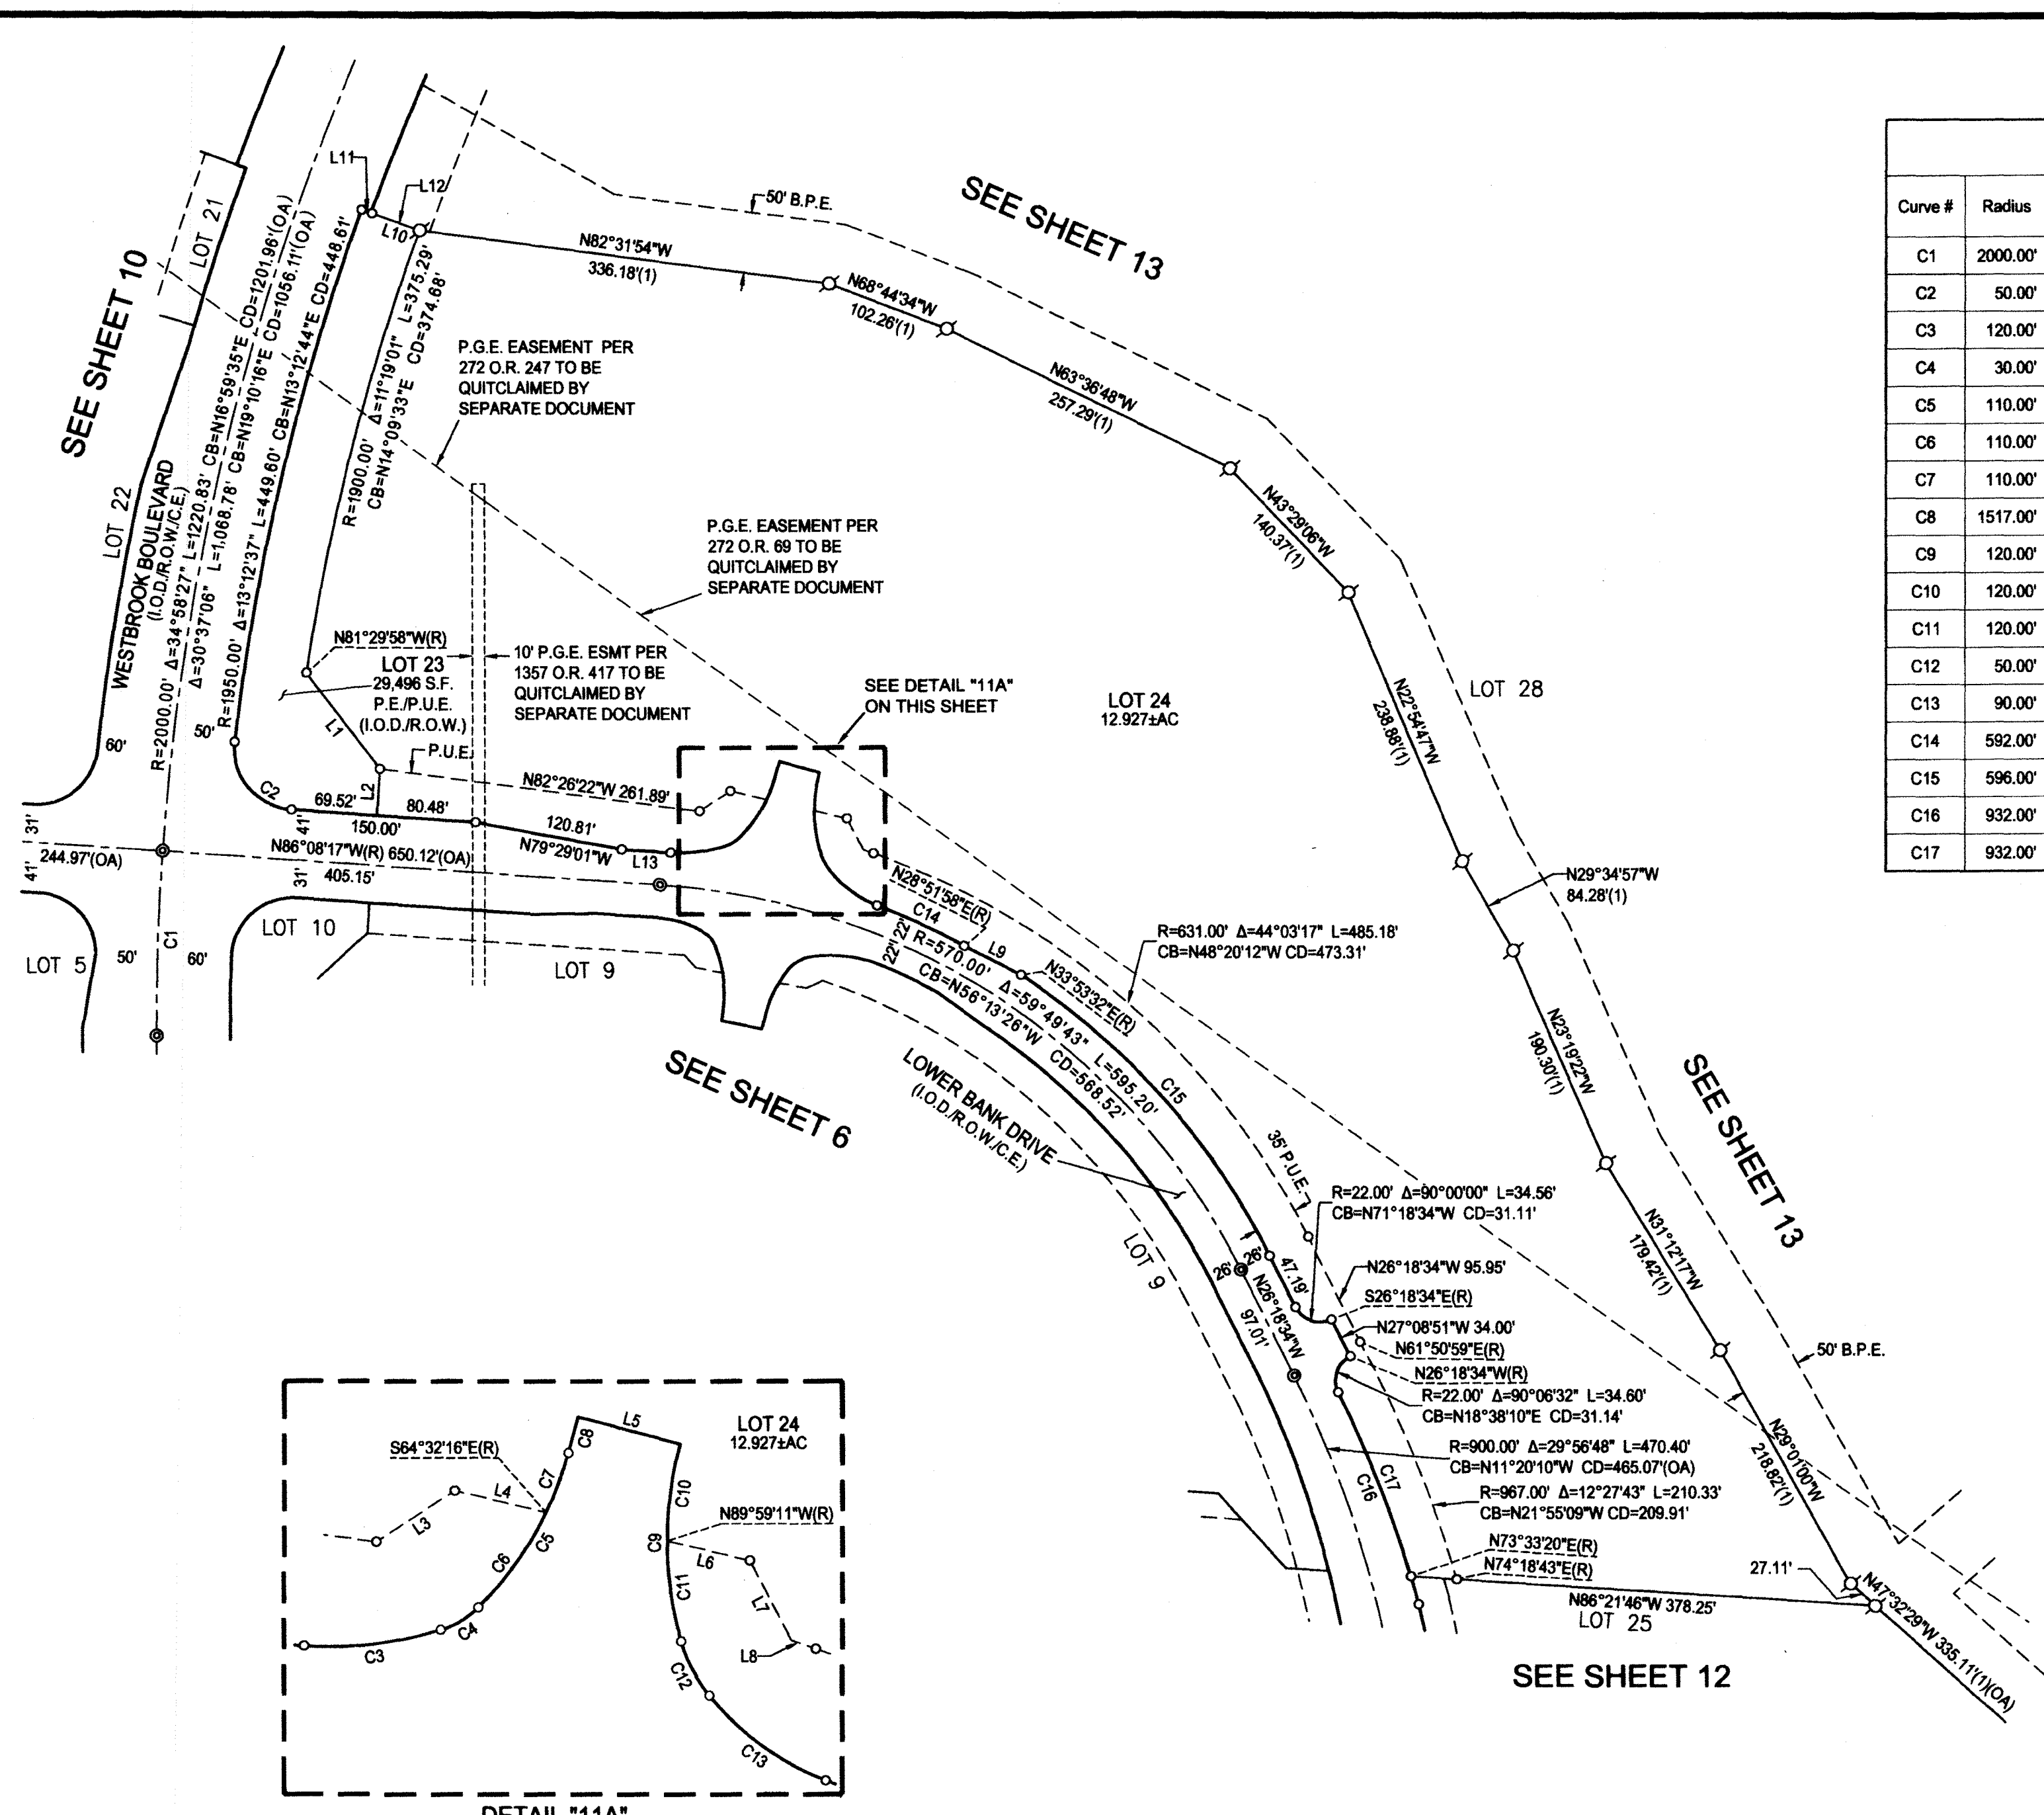 SEE SHEET 10
LOT 21
LOT 22
WESTBROOK BOULEVARD
(I.O.D./R.O.W./C.E.)
R=2000.00' Δ=34°58'27" L=1220.83' CB=N16°59'35"E CD=1201.96'(OA)
Δ=30°37'06" L=1,068.78' CB=N19°10'16"E CD=1056.11'(OA)
R=1950.00' Δ=13°12'37" L=449.60' CB=N13°12'44"E CD=448.61'
L11
L12
L10
R=1900.00' Δ=11°19'01" L=375.29'
CB=N14°09'33"E CD=374.68'
50' B.P.E.
SEE SHEET 13
N82°31'54"W
336.18'(1)
N68°44'34"W
102.26'(1)
N63°36'48"W
257.29'(1)
N43°29'06"W
140.37'(1)
N22°54'47"W
238.88'(1)
LOT 28
N29°34'57"W
84.28'(1)
N23°19'22"W
190.30'(1)
SEE SHEET 13
N31°12'17"W
179.42'(1)
50' B.P.E.
N29°01'00"W
218.82'(1)
27.11'
N47°32'29"W 335.11'(1)(OA)
P.G.E. EASEMENT PER
272 O.R. 247 TO BE
QUITCLAIMED BY
SEPARATE DOCUMENT
P.G.E. EASEMENT PER
272 O.R. 69 TO BE
QUITCLAIMED BY
SEPARATE DOCUMENT
10' P.G.E. ESMT PER
1357 O.R. 417 TO BE
QUITCLAIMED BY
SEPARATE DOCUMENT
N81°29'58"W(R)
LOT 23
29,496 S.F.
P.E./P.U.E.
(I.O.D./R.O.W.)
L1
P.U.E.
L2
SEE DETAIL "11A"
ON THIS SHEET
LOT 24
12.927±AC
N82°26'22"W 261.89'
60'
50'
C2
69.52'
80.48'
41'
150.00'
120.81'
N79°29'01"W
L13
31'
244.97'(OA)
41'
N86°08'17"W(R) 650.12'(OA)
31'
405.15'
C1
50'
60'
LOT 5
LOT 10
LOT 9
N28°51'58"E(R)
C14
22'
22'
L9
R=570.00' Δ=59°49'43" L=595.20'
CB=N56°13'26"W CD=568.52'
N33°53'32"E(R)
C15
R=631.00' Δ=44°03'17" L=485.18'
CB=N48°20'12"W CD=473.31'
SEE SHEET 6
LOWER BANK DRIVE
(I.O.D./R.O.W./C.E.)
35' P.U.E.
LOT 9
26'
26'
47.19'
N26°18'34"W
97.01'
R=22.00' Δ=90°00'00" L=34.56'
CB=N71°18'34"W CD=31.11'
N26°18'34"W 95.95'
S26°18'34"E(R)
N27°08'51"W 34.00'
N61°50'59"E(R)
N26°18'34"W(R)
R=22.00' Δ=90°06'32" L=34.60'
CB=N18°38'10"E CD=31.14'
R=900.00' Δ=29°56'48" L=470.40'
CB=N11°20'10"W CD=465.07'(OA)
R=967.00' Δ=12°27'43" L=210.33'
CB=N21°55'09"W CD=209.91'
C16
C17
N73°33'20"E(R)
N74°18'43"E(R)
N86°21'46"W 378.25'
LOT 25
SEE SHEET 12
L5
LOT 24
12.927±AC
S64°32'16"E(R)
C8
C7
L4
L3
C5
C6
C10
N89°59'11"W(R)
C9
L6
C11
L7
L8
C3
C4
C12
C13
DETAIL "11A"
Curve # Radius
C1 2000.00'
C2 50.00'
C3 120.00'
C4 30.00'
C5 110.00'
C6 110.00'
C7 110.00'
C8 1517.00'
C9 120.00'
C10 120.00'
C11 120.00'
C12 50.00'
C13 90.00'
C14 592.00'
C15 596.00'
C16 932.00'
C17 932.00'